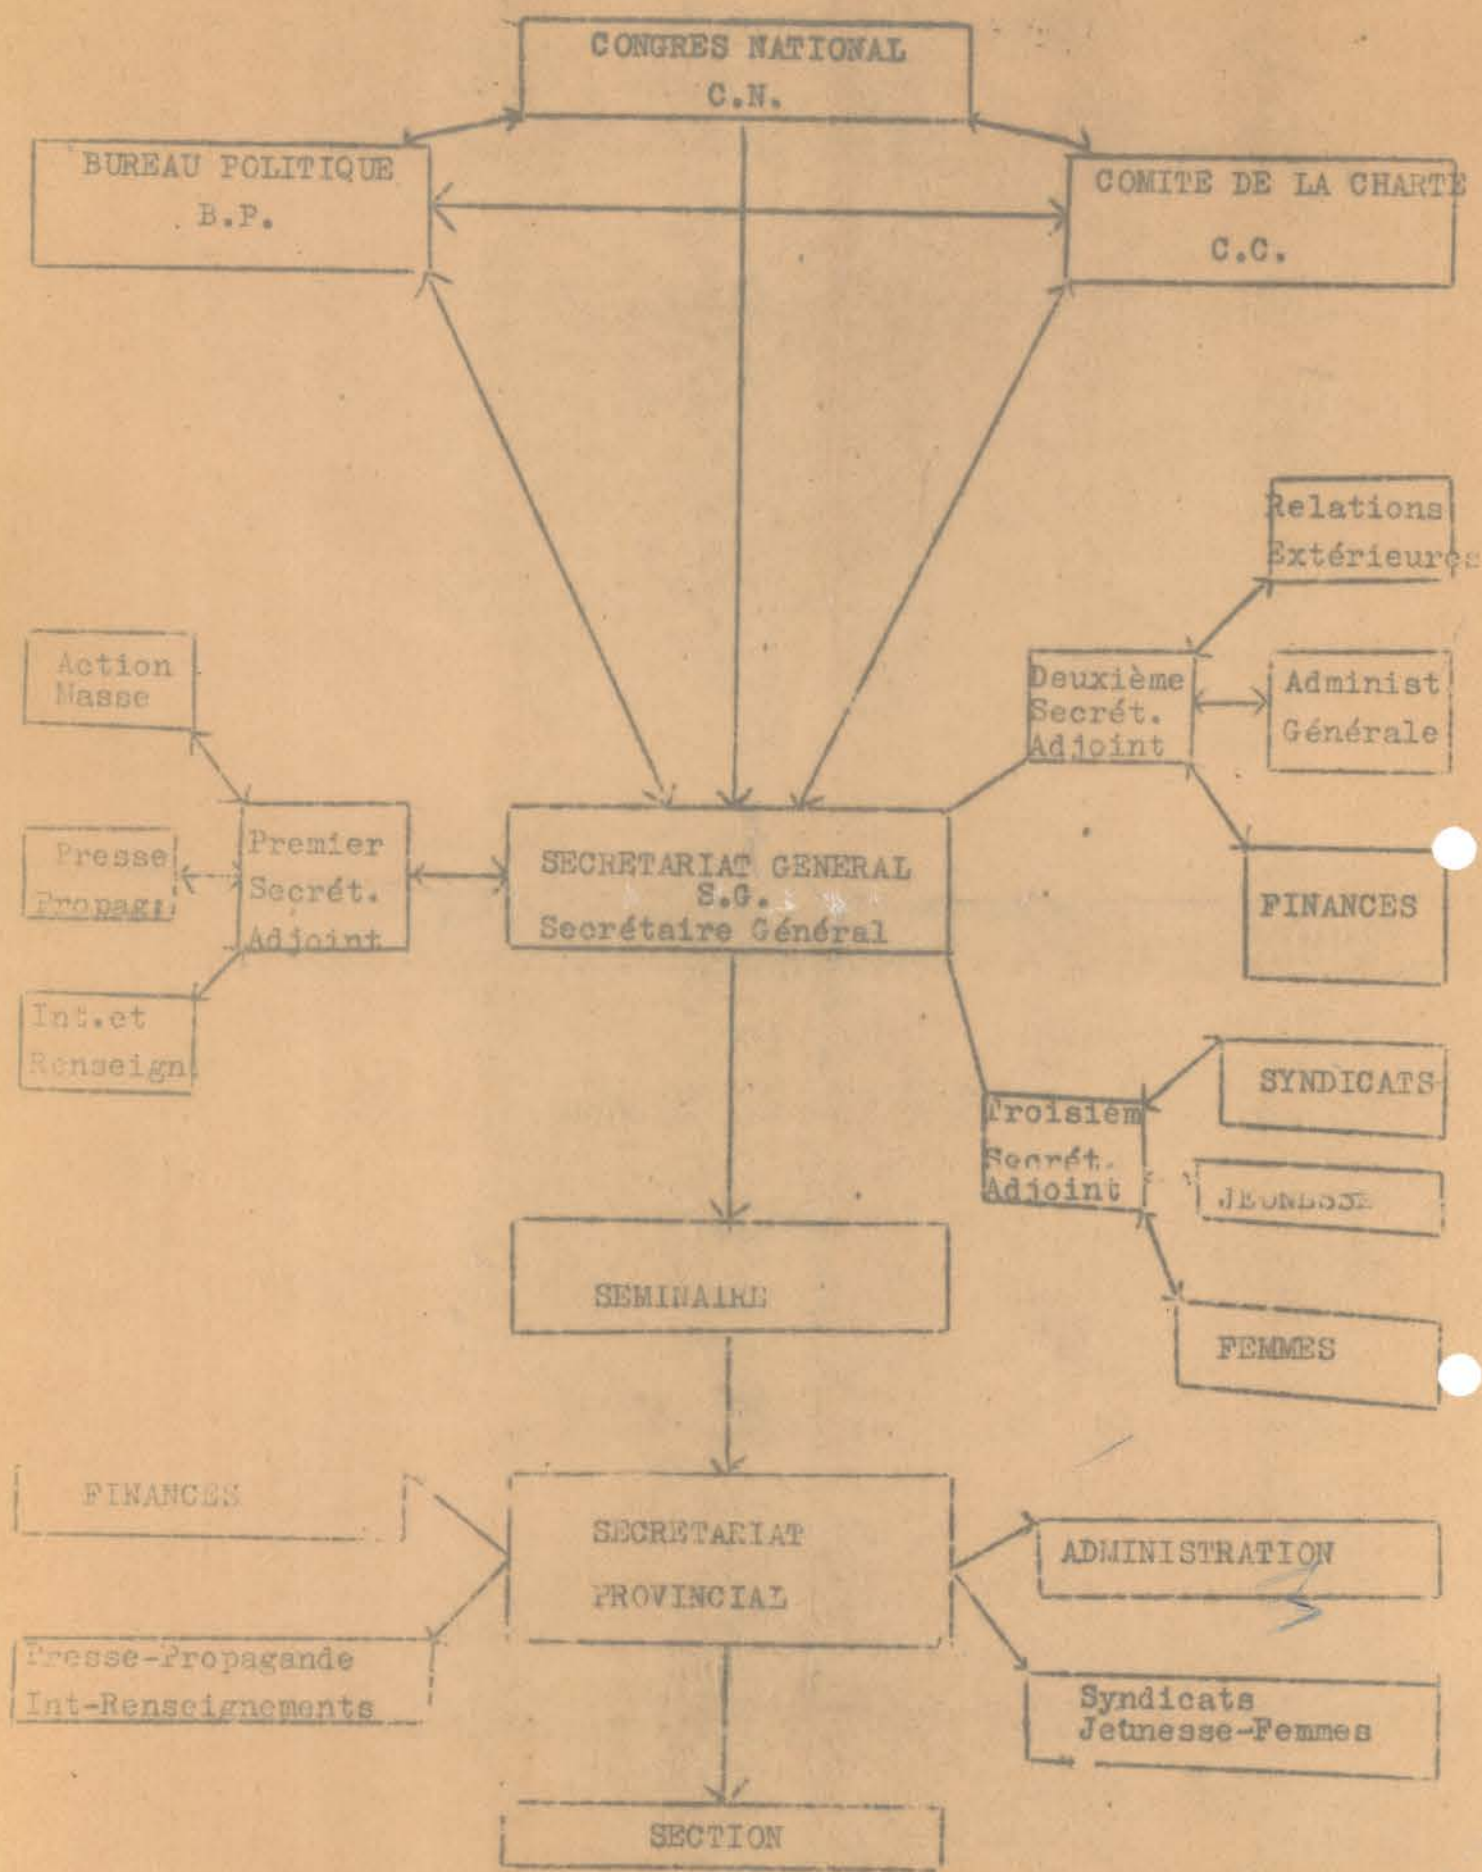 CONGRES NATIONAL
C.N.
BUREAU POLITIQUE
B.P.
COMITE DE LA CHARTE
C.C.
Relations
Extérieures
Action
Masse
Deuxième
Secrét.
Adjoint
Administ
Générale
Presse
Propag.
Premier
Secrét.
Adjoint
SECRETARIAT GENERAL
S.G.
Secrétaire Général
FINANCES
Int.et
Renseign
Troisièm
Secrét.
Adjoint
SYNDICATS
JEUNESSE
FEMMES
SEMINAIRE
FINANCES
SECRETARIAT
PROVINCIAL
ADMINISTRATION
Presse-Propagande
Int-Renseignements
Syndicats
Jeunesse-Femmes
SECTION